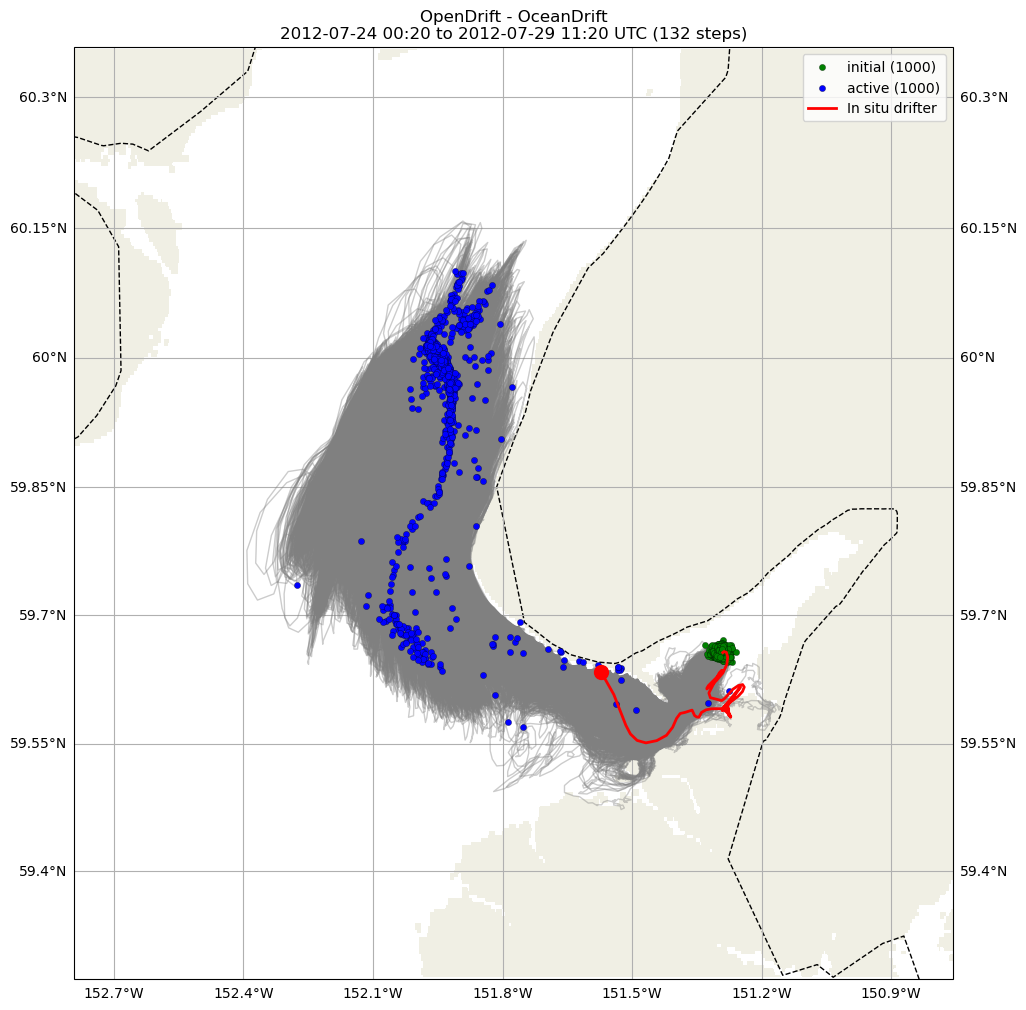 OpenDrift - OceanDrift
2012-07-24 00:20 to 2012-07-29 11:20 UTC (132 steps)
initial (1000)
active (1000)
In situ drifter
60.3°N
60.3°N
60.15°N
60.15°N
60°N
60°N
59.85°N
59.85°N
59.7°N
59.7°N
59.55°N
59.55°N
59.4°N
59.4°N
152.7°W 152.4°W 152.1°W 151.8°W 151.5°W 151.2°W 150.9°W